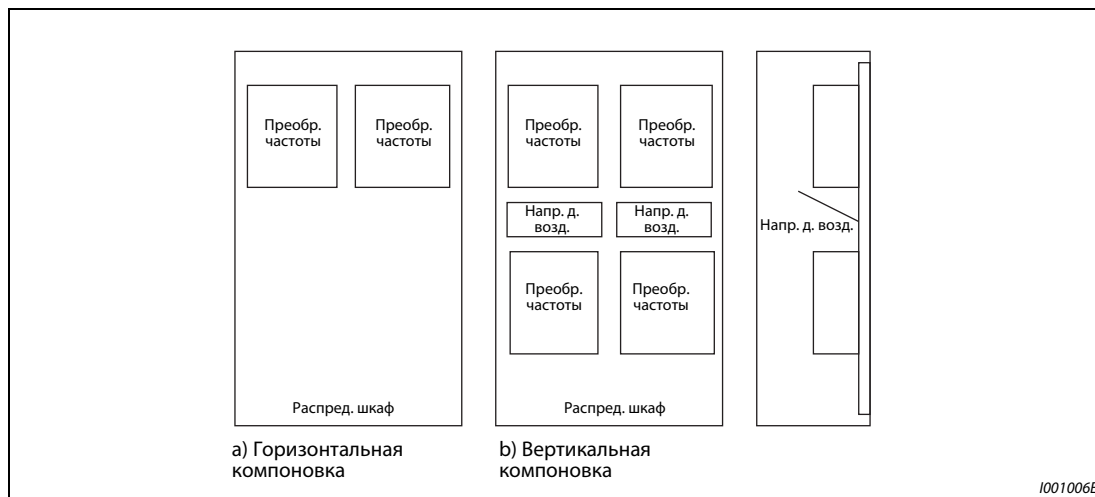 Преобр.
частоты
Преобр.
частоты
Распред. шкаф
a) Горизонтальная
компоновка
Преобр.
частоты
Преобр.
частоты
Напр. д.
возд.
Напр. д.
возд.
Преобр.
частоты
Преобр.
частоты
Распред. шкаф
b) Вертикальная
компоновка
Напр. д. возд.
I001006E